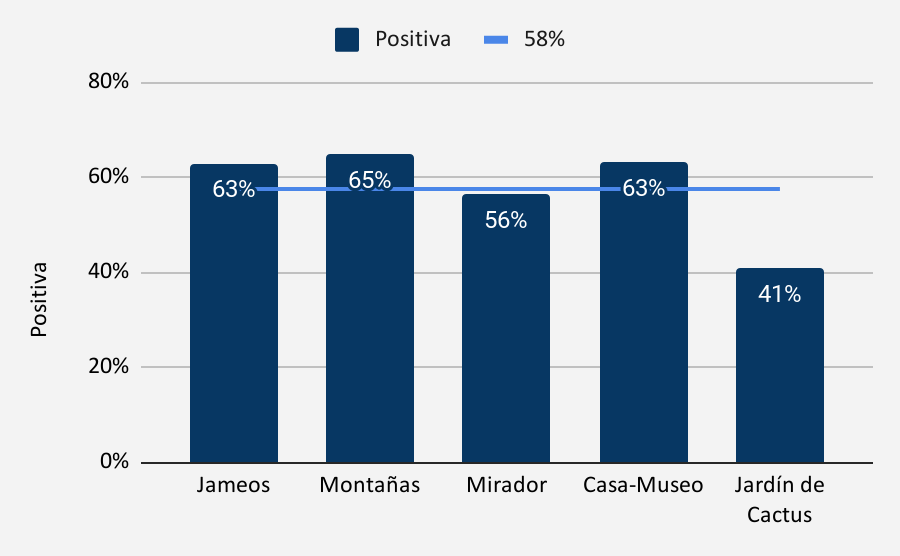 Positiva 58%
80%
60%
40%
20%
0%
Positiva
63%
65%
56%
63%
41%
Jameos
Montañas
Mirador
Casa-Museo
Jardín de
Cactus